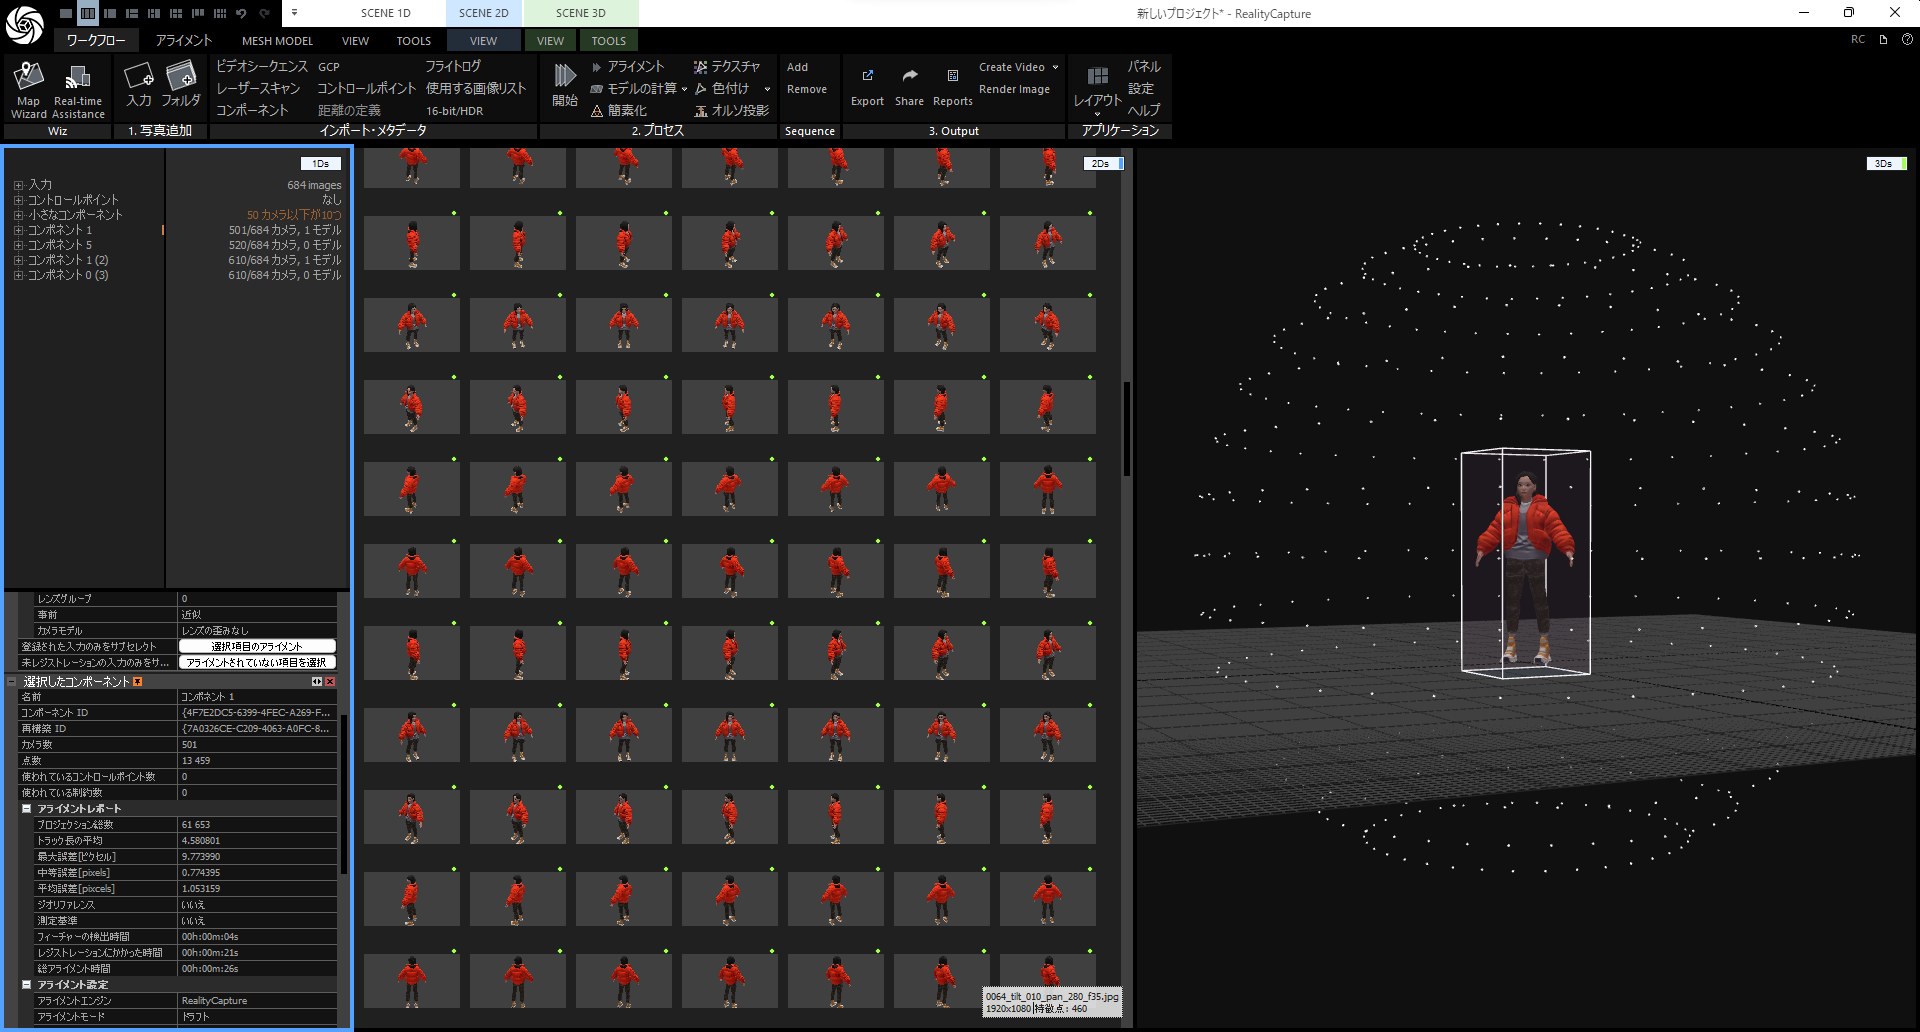 SCENE 1D
SCENE 2D
SCENE 3D
新しいプロジェクト* - RealityCapture
ワークフロー
アライメント
MESH MODEL
VIEW
TOOLS
VIEW
VIEW
TOOLS
RC
Map Wizard
Real-time Assistance
Wiz
入力
フォルダ
1. 写真追加
ビデオシークエンス
GCP
フライトログ
レーザースキャン
コントロールポイント
使用する画像リスト
コンポーネント
距離の定義
16-bit/HDR
インポート・メタデータ
開始
アライメント
テクスチャ
モデルの計算
色付け
簡素化
オルソ投影
2. プロセス
Add
Remove
Sequence
Export
Share
Reports
Create Video
Render Image
3. Output
レイアウト
パネル
設定
ヘルプ
アプリケーション
1Ds
入力 684 images
コントロールポイント なし
小さなコンポーネント 50 カメラ以下が10つ
コンポーネント 1 501/684 カメラ, 1 モデル
コンポーネント 5 520/684 カメラ, 0 モデル
コンポーネント 1 (2) 610/684 カメラ, 1 モデル
コンポーネント 0 (3) 610/684 カメラ, 0 モデル
レンズグループ 0
事前 近似
カメラモデル レンズの歪みなし
登録された入力のみをサブセレクト 選択項目のアライメント
未レジストレーションの入力のみをサ... アライメントされていない項目を選択
選択したコンポーネント
名前 コンポネント 1
コンポーネント ID {4F7E2DC5-6399-4FEC-A269-F...
再構築 ID {7A0326CE-C209-4063-A0FC-8...
カメラ数 501
点数 13 459
使われているコントロールポイント数 0
使われている制約数 0
アライメントレポート
プロジェクション総数 61 653
トラック長の平均 4.580801
最大誤差[ピクセル] 9.773990
中等誤差[pixels] 0.774395
平均誤差[pixcels] 1.053159
ジオリファレンス いいえ
測定基準 いいえ
フィーチャーの検出時間 00h:00m:04s
レジストレーションにかかった時間 00h:00m:21s
総アライメント時間 00h:00m:26s
アライメント設定
アライメントエンジン RealityCapture
アライメントモード ドラフト
2Ds
0064_tilt_010_pan_280_f35.jpg
1920x1080 特徴点: 460
3Ds